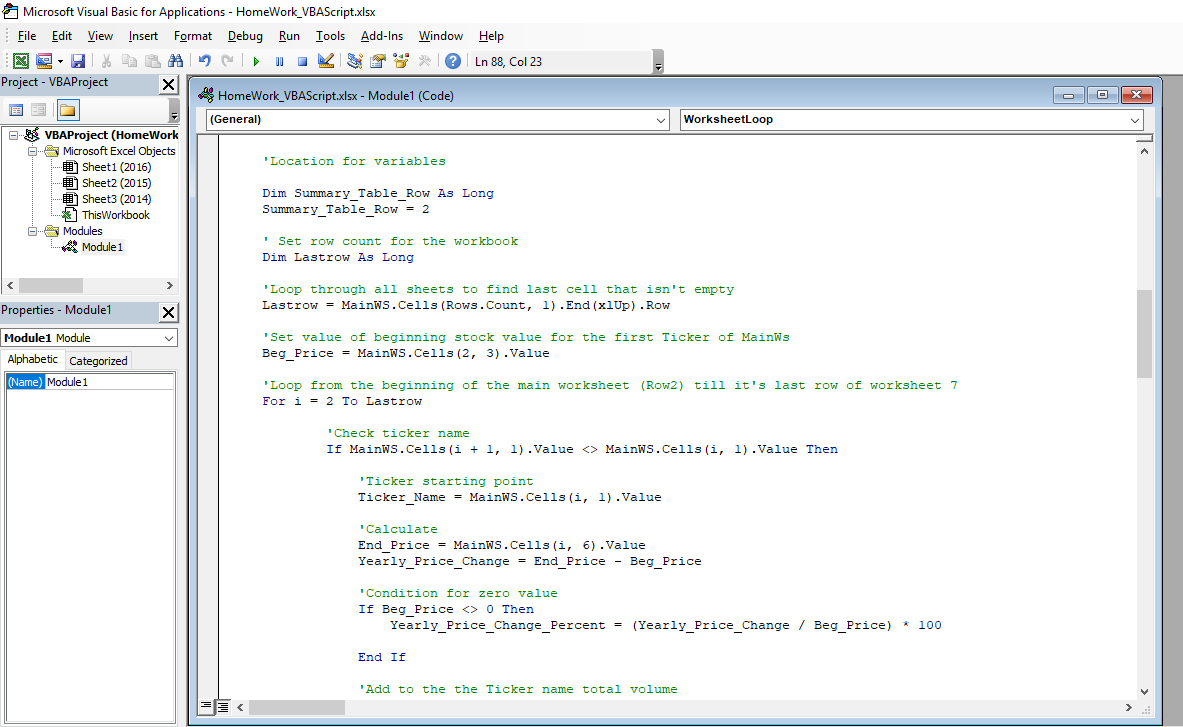 Microsoft Visual Basic for Applications - HomeWork_VBAScript.xlsx
File Edit View Insert Format Debug Run Tools Add-Ins Window Help
Ln 88, Col 23
Project - VBAProject
VBAProject (HomeWork
Microsoft Excel Objects
Sheet1 (2016)
Sheet2 (2015)
Sheet3 (2014)
ThisWorkbook
Modules
Module1
Properties - Module1
Module1 Module
Alphabetic Categorized
(Name) Module1
HomeWork_VBAScript.xlsx - Module1 (Code)
(General) WorksheetLoop
'Location for variables
Dim Summary_Table_Row As Long
Summary_Table_Row = 2
' Set row count for the workbook
Dim Lastrow As Long
'Loop through all sheets to find last cell that isn't empty
Lastrow = MainWS.Cells(Rows.Count, 1).End(xlUp).Row
'Set value of beginning stock value for the first Ticker of MainWs
Beg_Price = MainWS.Cells(2, 3).Value
'Loop from the beginning of the main worksheet (Row2) till it's last row of worksheet 7
For i = 2 To Lastrow
'Check ticker name
If MainWS.Cells(i + 1, 1).Value <> MainWS.Cells(i, 1).Value Then
'Ticker starting point
Ticker_Name = MainWS.Cells(i, 1).Value
'Calculate
End_Price = MainWS.Cells(i, 6).Value
Yearly_Price_Change = End_Price - Beg_Price
'Condition for zero value
If Beg_Price <> 0 Then
Yearly_Price_Change_Percent = (Yearly_Price_Change / Beg_Price) * 100
End If
'Add to the the Ticker name total volume